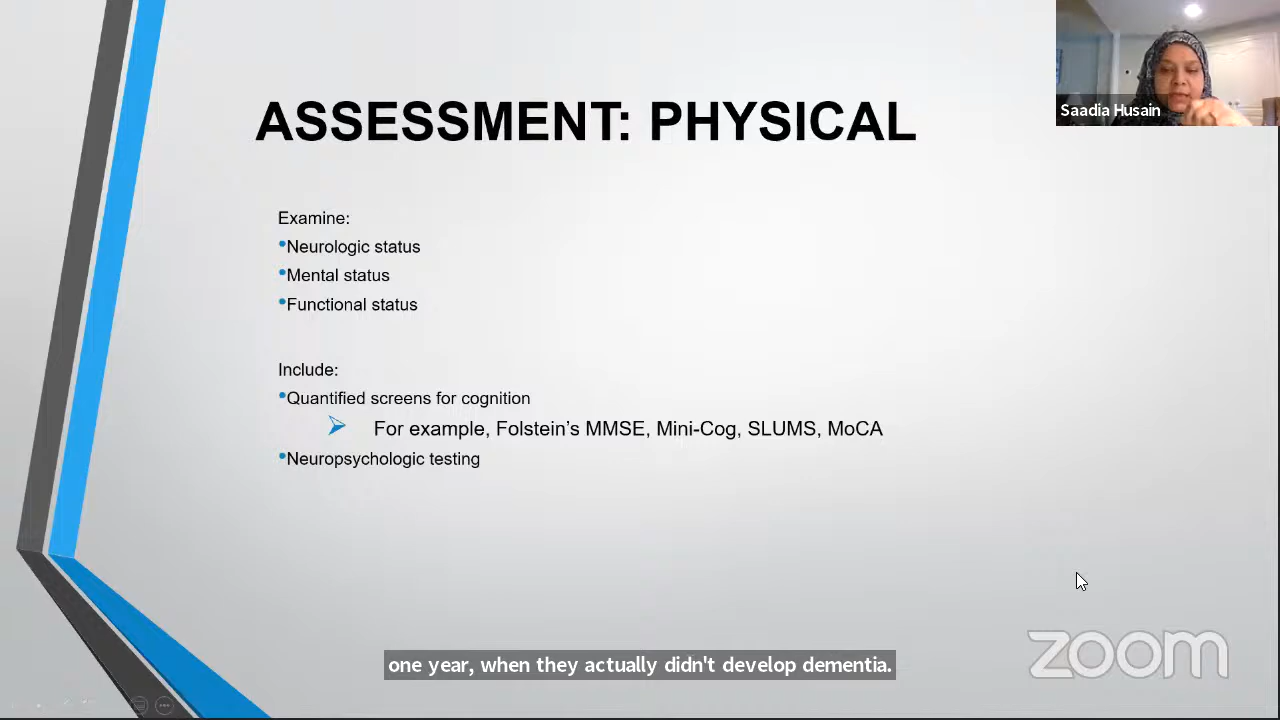 ASSESSMENT: PHYSICAL
Saadia Husain
Examine:
•Neurologic status
•Mental status
•Functional status
Include:
•Quantified screens for cognition
➢ For example, Folstein’s MMSE, Mini-Cog, SLUMS, MoCA
•Neuropsychologic testing
one year, when they actually didn't develop dementia.
zoom